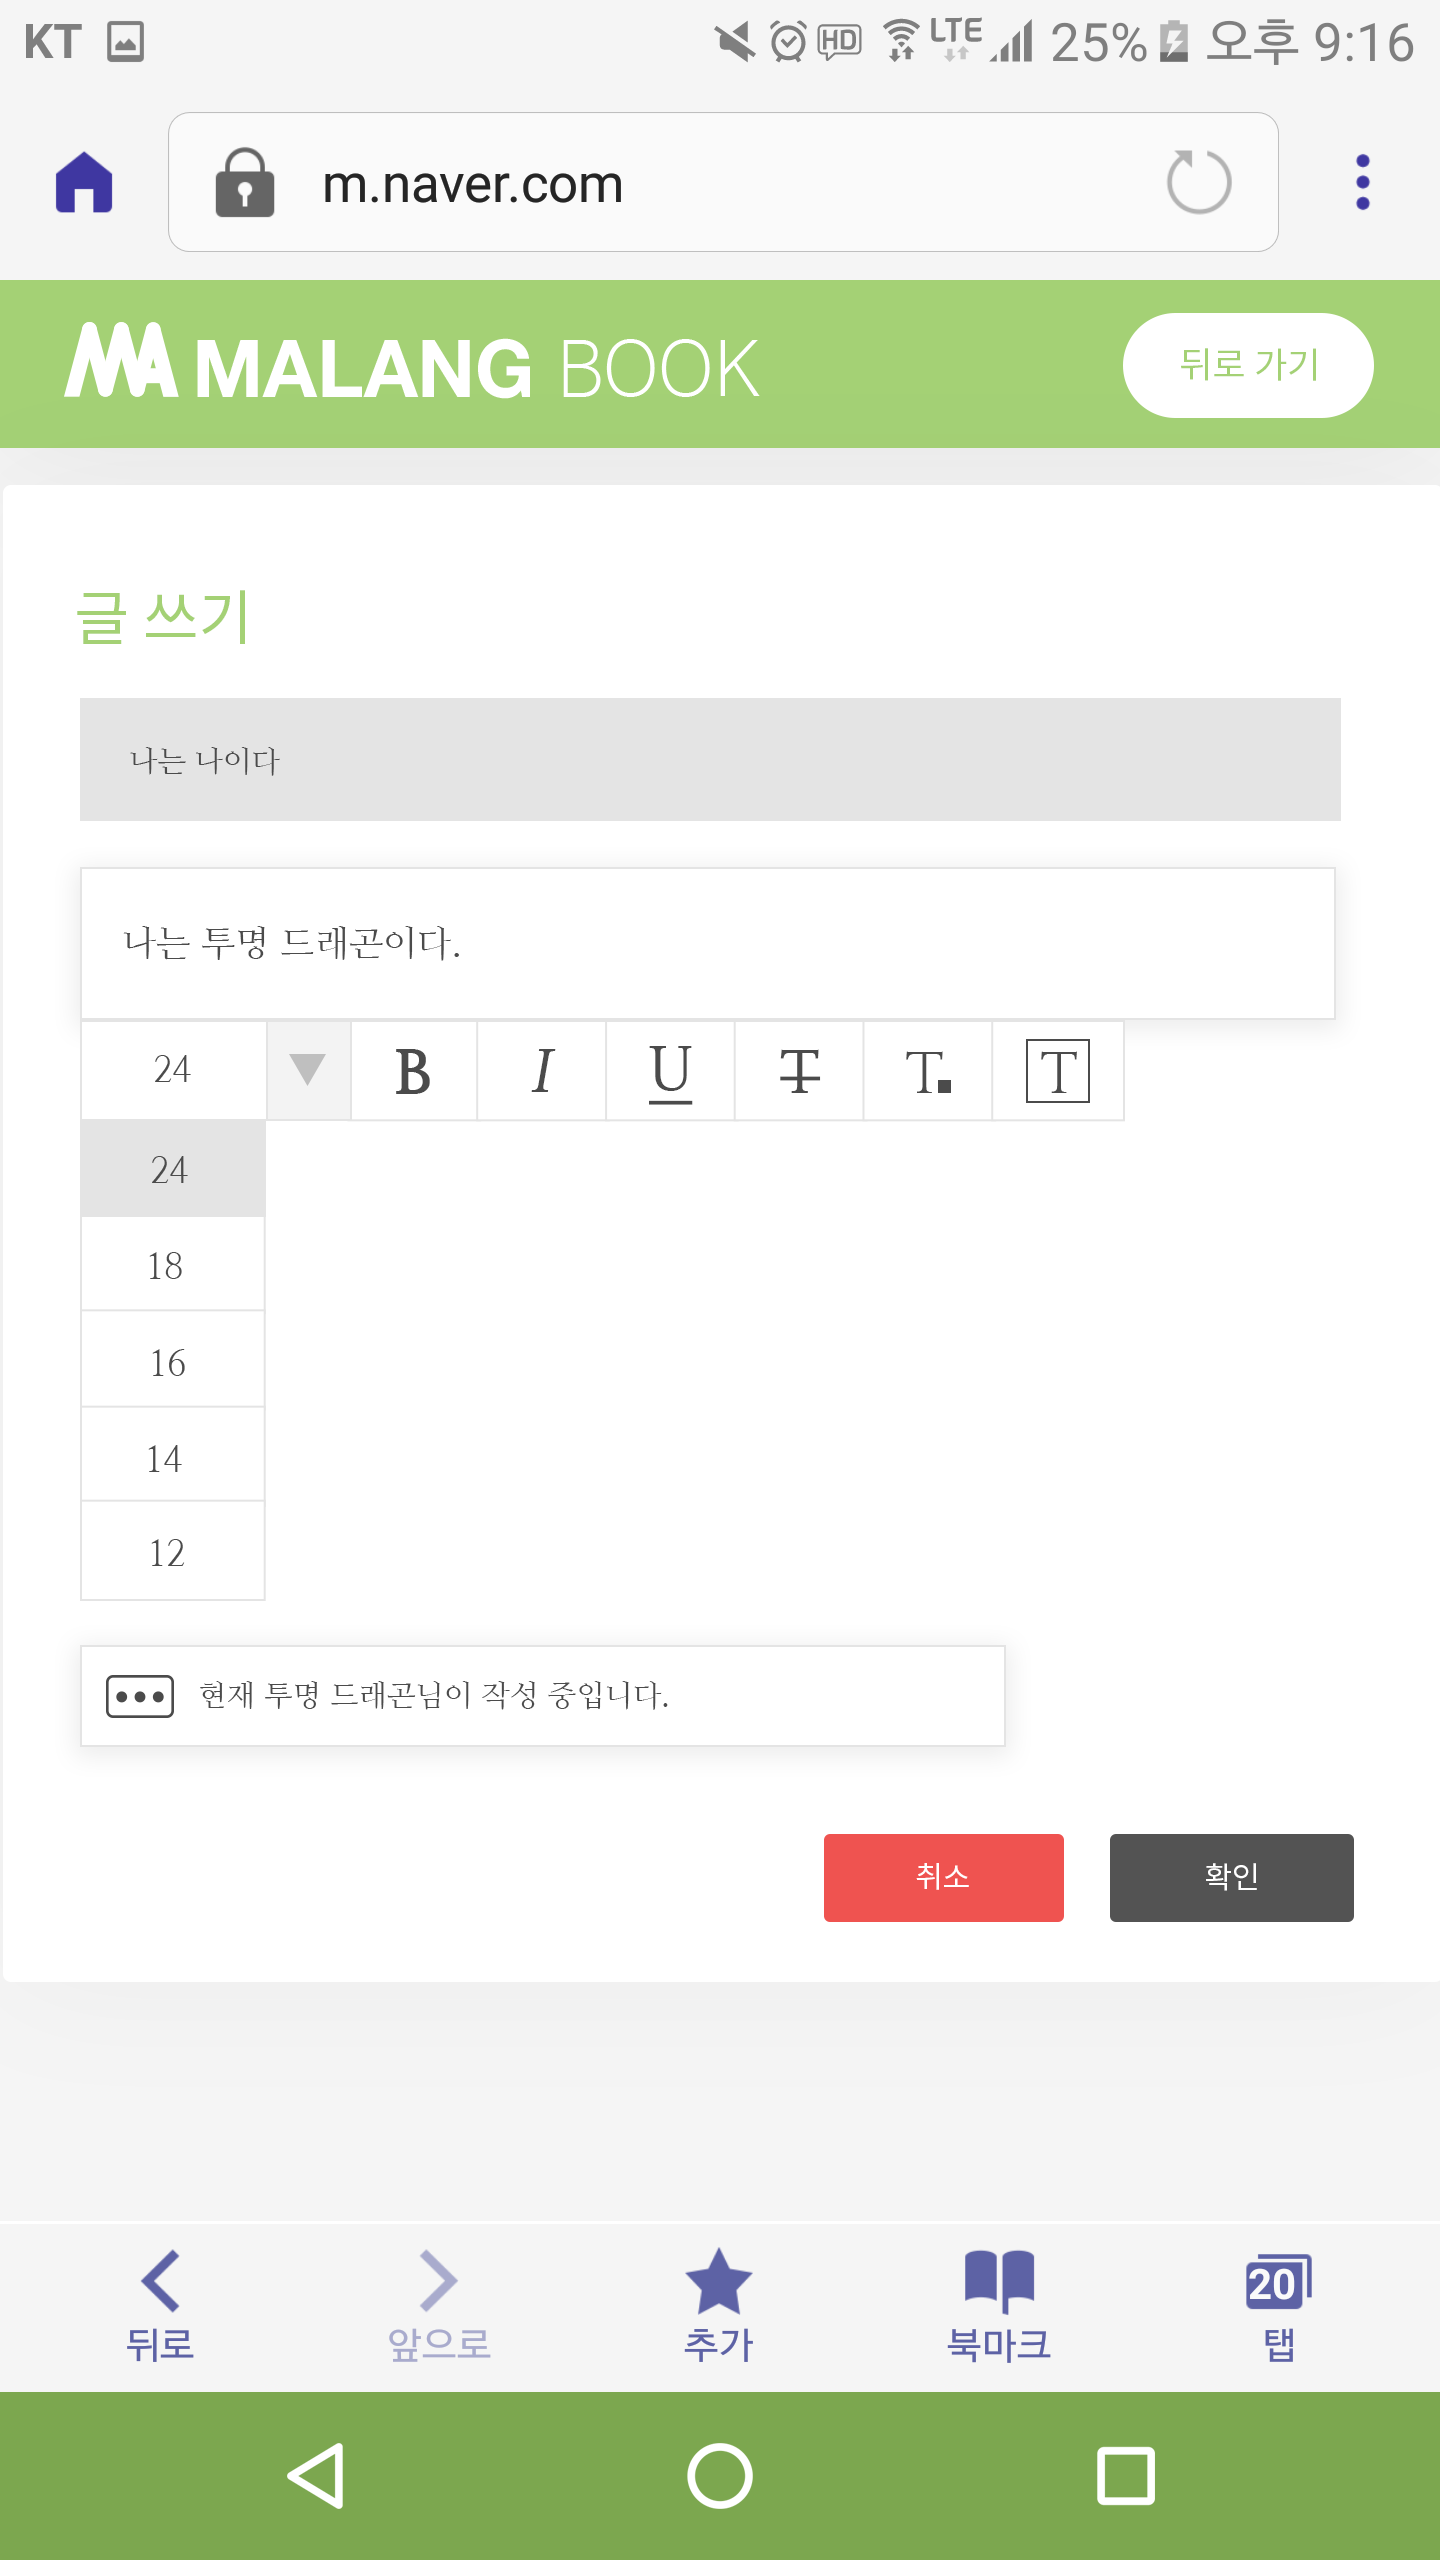 KT HD LTE 25% 오후 9:16
m.naver.com
MALANG BOOK
뒤로 가기
글 쓰기
나는 나이다
나는 투명 드래곤이다.
24 B I U T T. T
24
18
16
14
12
현재 투명 드래곤님이 작성 중입니다.
취소 확인
20
뒤로 앞으로 추가 북마크 탭